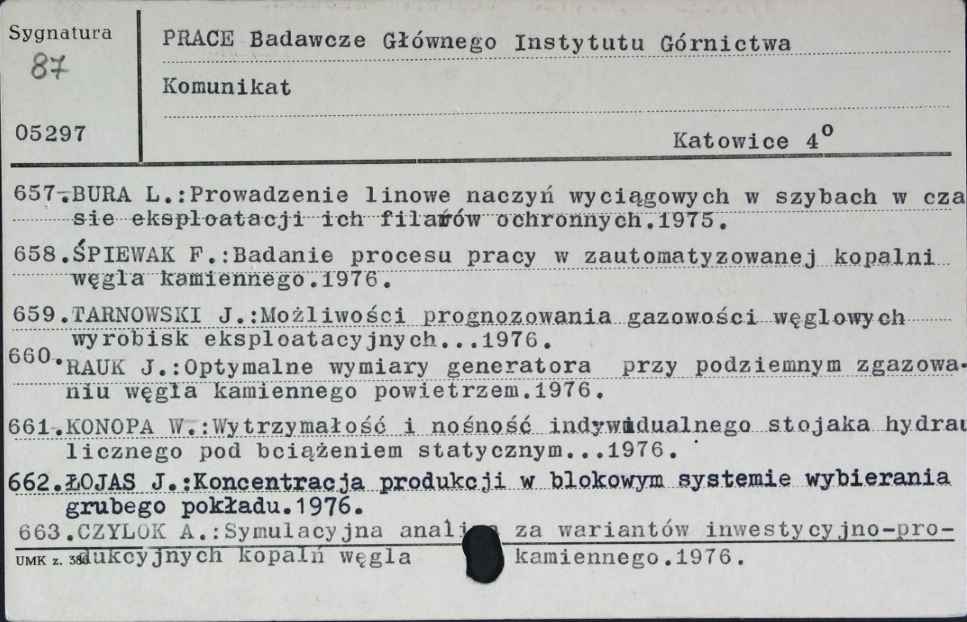 Sygnatura
87
05297
PRACE Badawcze Głównego Instytutu Górnictwa
Komunikat
Katowice 4º
657.BURA L.:Prowadzenie linowe naczyń wyciągowych w szybach w cza
sie eksploatacji ich filarów ochronnych.1975.
658.ŚPIEWAK F.:Badanie procesu pracy w zautomatyzowanej kopalni
węgla kamiennego.1976.
659.TARNOWSKI J.:Możliwości prognozowania gazowości węglowych
wyrobisk eksploatacyjnych...1976.
660.RAUK J.:Optymalne wymiary generatora przy podziemnym zgazowa-
niu węgla kamiennego powietrzem.1976.
661.KONOPA W.:Wytrzymałość i nośność indywidualnego stojaka hydrau
licznego pod bciążeniem statycznym...1976.
662.ŁOJAS J.:Koncentracja produkcji w blokowym systemie wybierania
grubego pokładu.1976.
663.CZYLOK A.:Symulacyjna anali za wariantów inwestycyjno-pro-
dukcyjnych kopalń węgla kamiennego.1976.
UMK z.